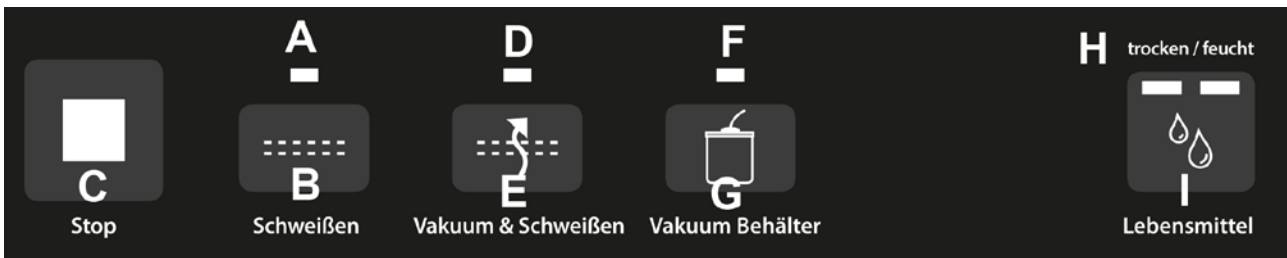 A
D
F
H trocken / feucht
C
B
E
G
I
Stop
Schweißen
Vakuum & Schweißen
Vakuum Behälter
Lebensmittel